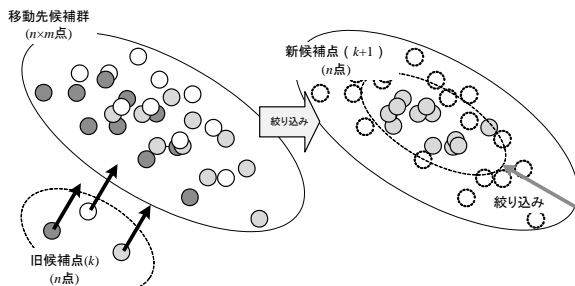 移動先候補群
(n×m点)
新候補点(k+1)
(n点)
絞り込み
絞り込み
旧候補点(k)
(n点)